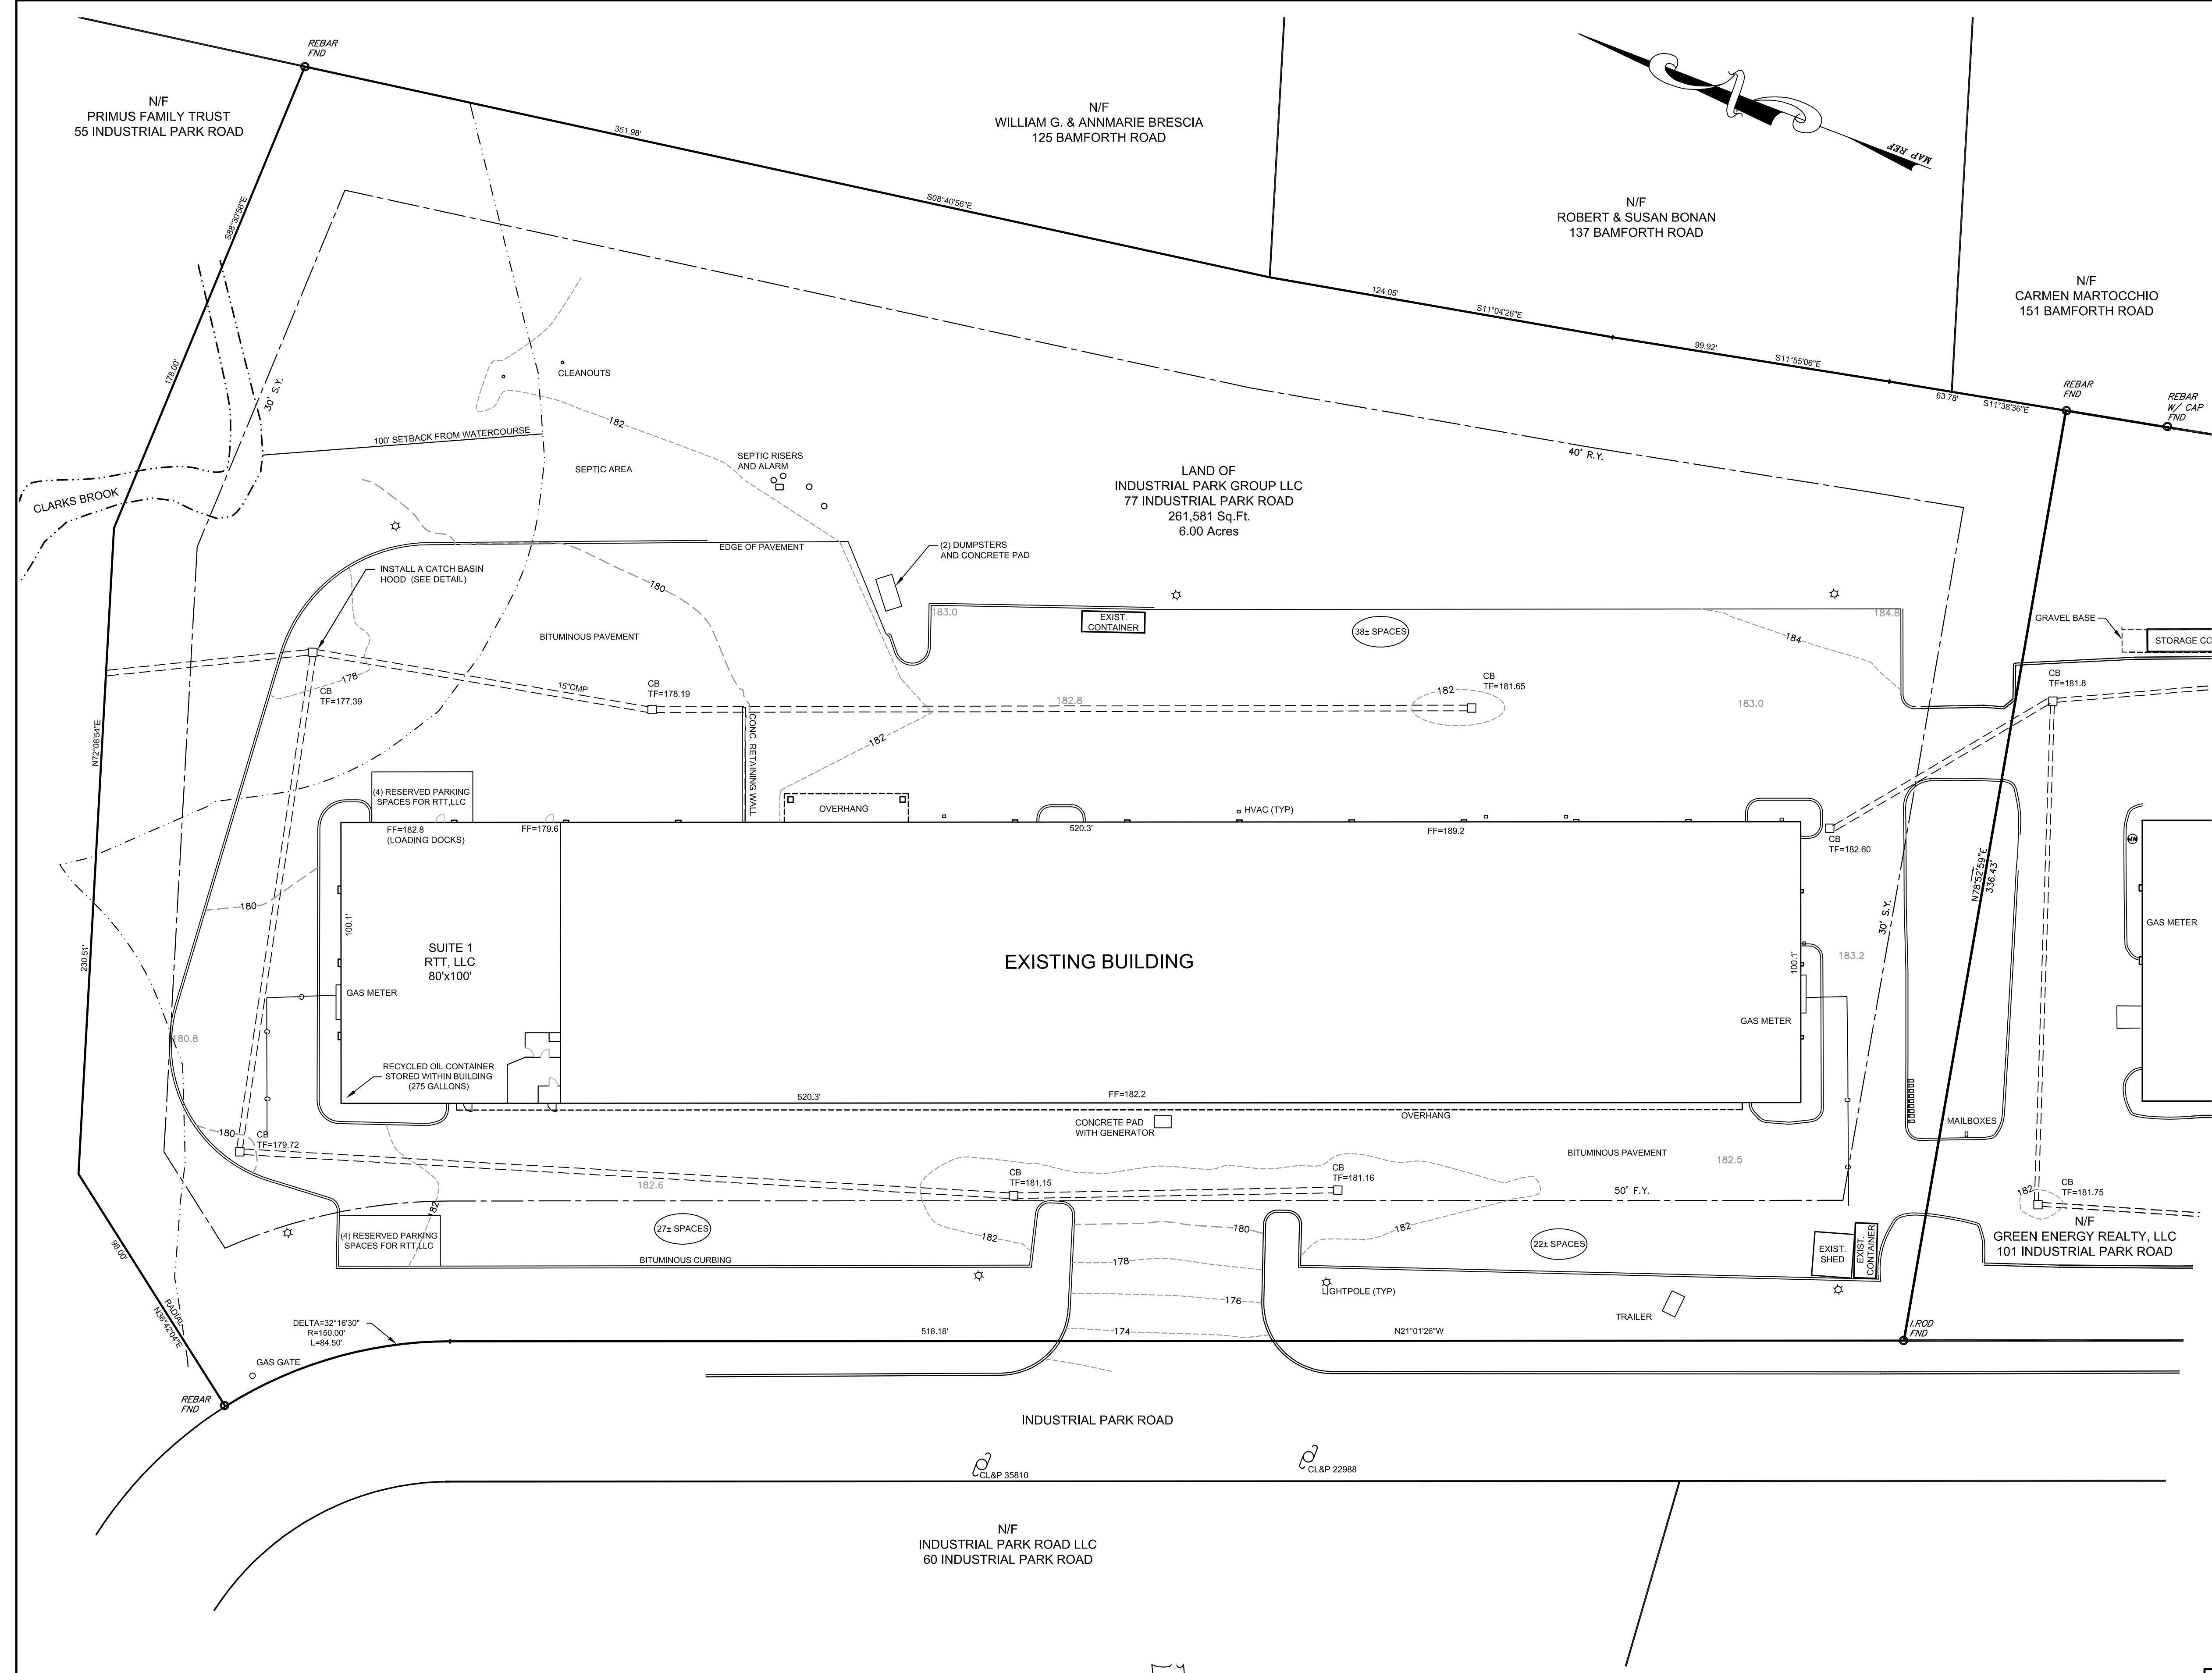 REBAR
FND
N/F
PRIMUS FAMILY TRUST
55 INDUSTRIAL PARK ROAD
351.98'
N/F
WILLIAM G. & ANNMARIE BRESCIA
125 BAMFORTH ROAD
MAP REF
S08°40'56"E
N/F
ROBERT & SUSAN BONAN
137 BAMFORTH ROAD
S88°30'56"E
124.05'
S11°04'26"E
N/F
CARMEN MARTOCCHIO
151 BAMFORTH ROAD
99.92'
S11°55'06"E
63.78'
S11°38'36"E
REBAR
FND
REBAR
W/ CAP
FND
178.00'
30' S.Y.
CLEANOUTS
182
100' SETBACK FROM WATERCOURSE
SEPTIC AREA
SEPTIC RISERS
AND ALARM
40' R.Y.
LAND OF
INDUSTRIAL PARK GROUP LLC
77 INDUSTRIAL PARK ROAD
261,581 Sq.Ft.
6.00 Acres
CLARKS BROOK
EDGE OF PAVEMENT
(2) DUMPSTERS
AND CONCRETE PAD
INSTALL A CATCH BASIN
HOOD (SEE DETAIL)
180
183.0
EXIST.
CONTAINER
38± SPACES
184.8
184
GRAVEL BASE
STORAGE CO
BITUMINOUS PAVEMENT
178
CB
TF=177.39
15"CMP
CB
TF=178.19
182.8
182
CB
TF=181.65
183.0
CB
TF=181.8
N72°08'54"E
CONC. RETAINING WALL
182
(4) RESERVED PARKING
SPACES FOR RTT,LLC
OVERHANG
HVAC (TYP)
FF=182.8
(LOADING DOCKS)
FF=179.6
520.3'
FF=189.2
CB
TF=182.60
MW
N78°52'59"E
336.43'
180
100.1'
SUITE 1
RTT, LLC
80'x100'
EXISTING BUILDING
100.1'
30' S.Y.
183.2
GAS METER
230.51'
GAS METER
G
G
G
GAS METER
180.8
RECYCLED OIL CONTAINER
STORED WITHIN BUILDING
(275 GALLONS)
520.3'
FF=182.2
G
G
OVERHANG
CONCRETE PAD
WITH GENERATOR
MAILBOXES
180
CB
TF=179.72
BITUMINOUS PAVEMENT
182.5
182.6
CB
TF=181.15
CB
TF=181.16
50' F.Y.
182
CB
TF=181.75
182
(4) RESERVED PARKING
SPACES FOR RTT,LLC
27± SPACES
182
180
182
22± SPACES
EXIST.
SHED
EXIST.
CONTAINER
N/F
GREEN ENERGY REALTY, LLC
101 INDUSTRIAL PARK ROAD
98.00'
BITUMINOUS CURBING
178
176
LIGHTPOLE (TYP)
TRAILER
RADIAL
N36°42'04"E
DELTA=32°16'30"
R=150.00'
L=84.50'
518.18'
174
N21°01'26"W
I.ROD
FND
GAS GATE
REBAR
FND
INDUSTRIAL PARK ROAD
CL&P 35810
CL&P 22988
N/F
INDUSTRIAL PARK ROAD LLC
60 INDUSTRIAL PARK ROAD